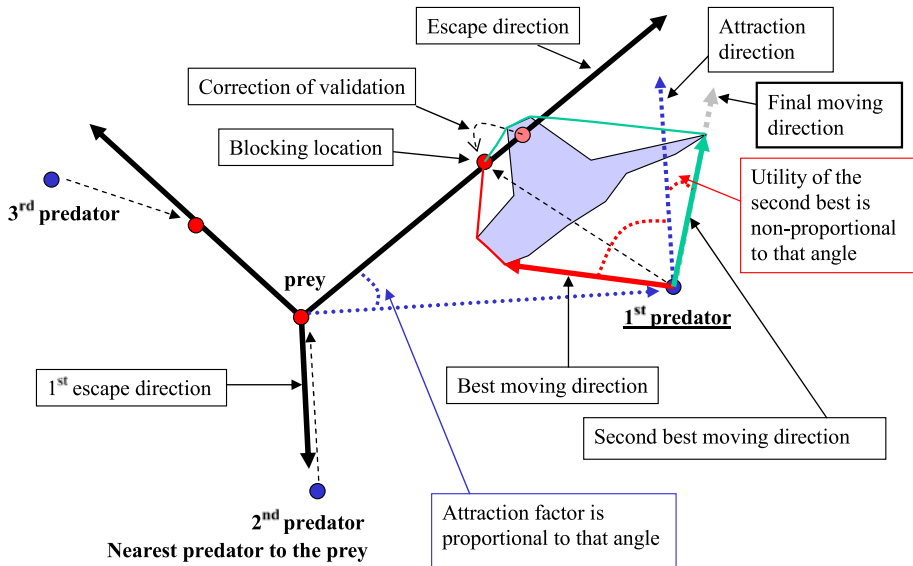 Escape
direction
Attraction
direction
Correction of validation
Final moving
direction
Blocking location
3rd predator
Utility of the
second best is
non-proportional
to that angle
prey
1st predator
1st escape direction
Best moving direction
Second best moving direction
2nd predator
Nearest predator to the prey
Attraction factor is
proportional to that angle